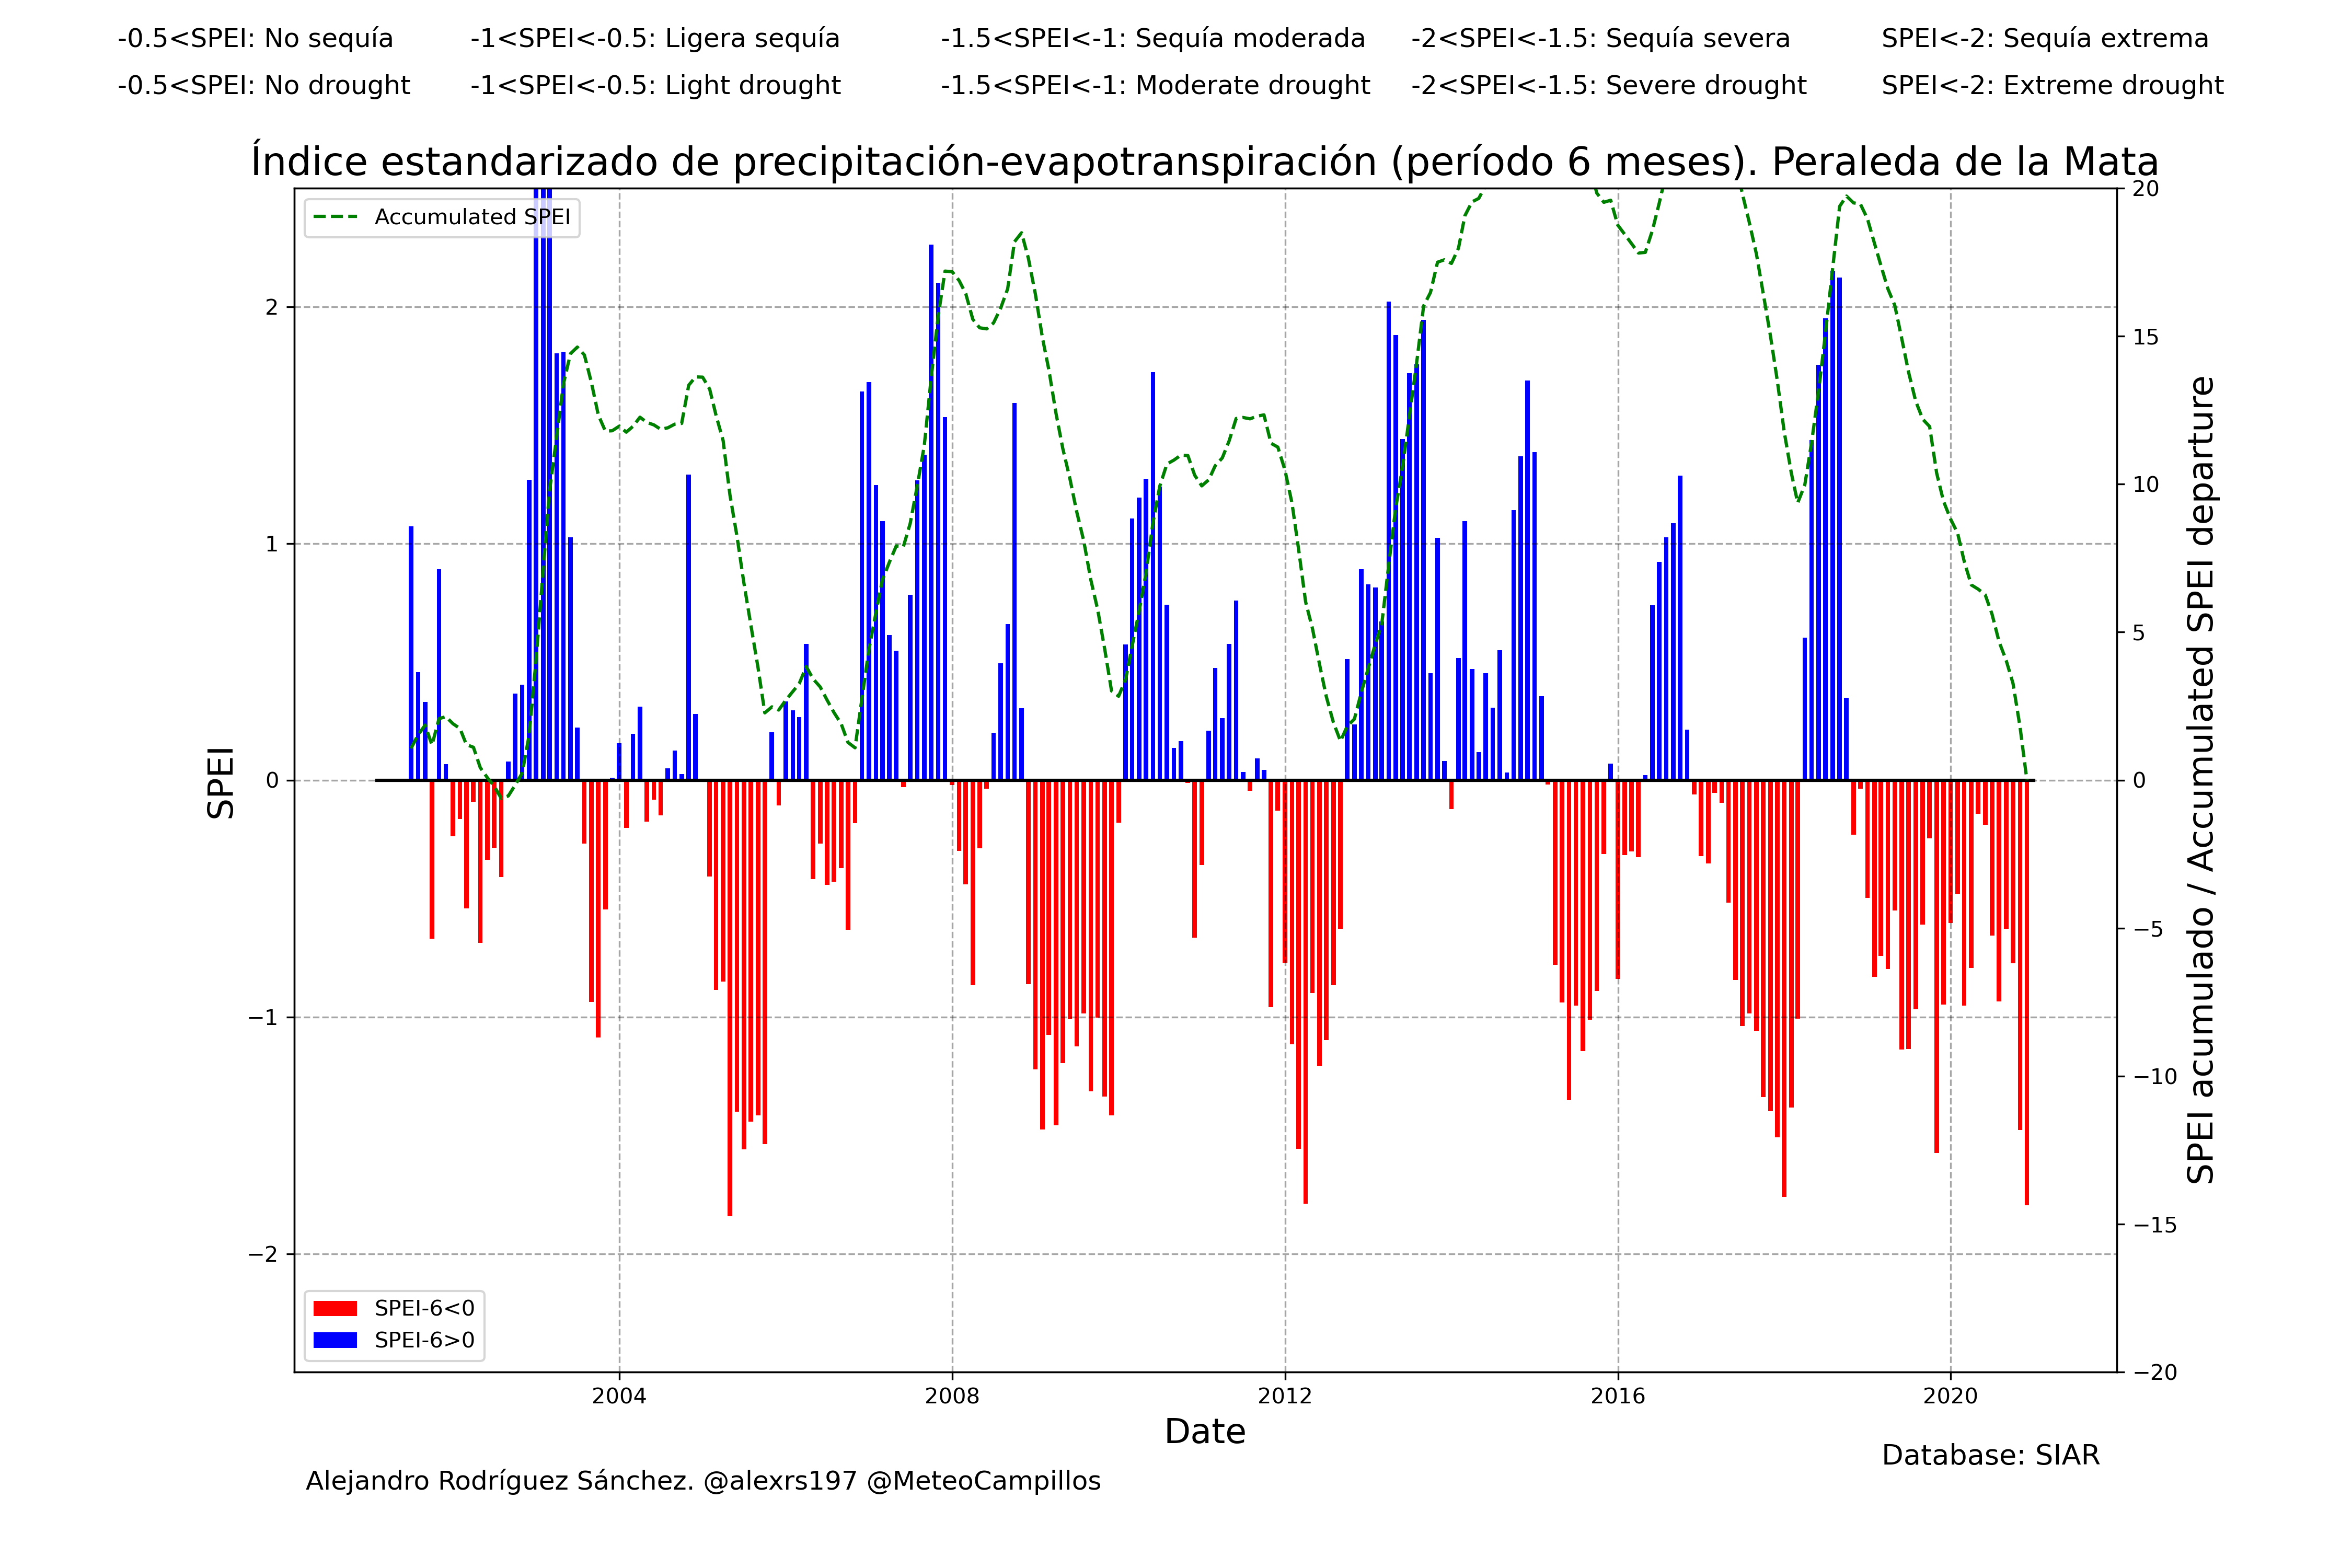 -0.5<SPEI: No sequía -1<SPEI<-0.5: Ligera sequía -1.5<SPEI<-1: Sequía moderada -2<SPEI<-1.5: Sequía severa SPEI<-2: Sequía extrema
-0.5<SPEI: No drought -1<SPEI<-0.5: Light drought -1.5<SPEI<-1: Moderate drought -2<SPEI<-1.5: Severe drought SPEI<-2: Extreme drought
Índice estandarizado de precipitación-evapotranspiración (período 6 meses). Peraleda de la Mata
Accumulated SPEI
SPEI
2
1
0
−1
−2
20
15
10
5
0
−5
−10
−15
−20
SPEI acumulado / Accumulated SPEI departure
SPEI-6<0
SPEI-6>0
2004 2008 2012 2016 2020
Date
Database: SIAR
Alejandro Rodríguez Sánchez. @alexrs197 @MeteoCampillos